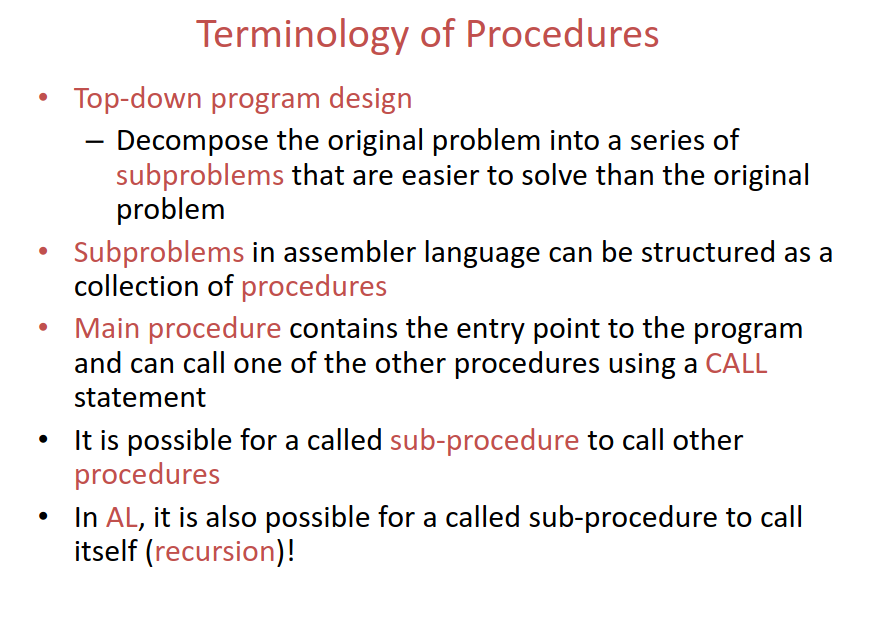 Terminology of Procedures
• Top-down program design
– Decompose the original problem into a series of
subproblems that are easier to solve than the original
problem
• Subproblems in assembler language can be structured as a
collection of procedures
• Main procedure contains the entry point to the program
and can call one of the other procedures using a CALL
statement
• It is possible for a called sub-procedure to call other
procedures
• In AL, it is also possible for a called sub-procedure to call
itself (recursion)!